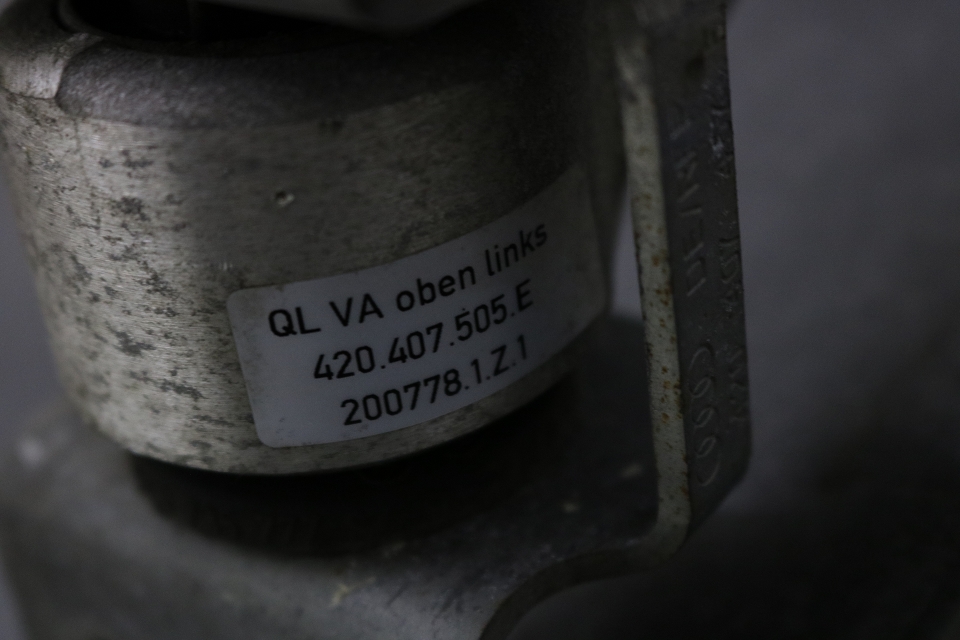 QL VA oben links
420.407.505.E
200778.1.Z.1